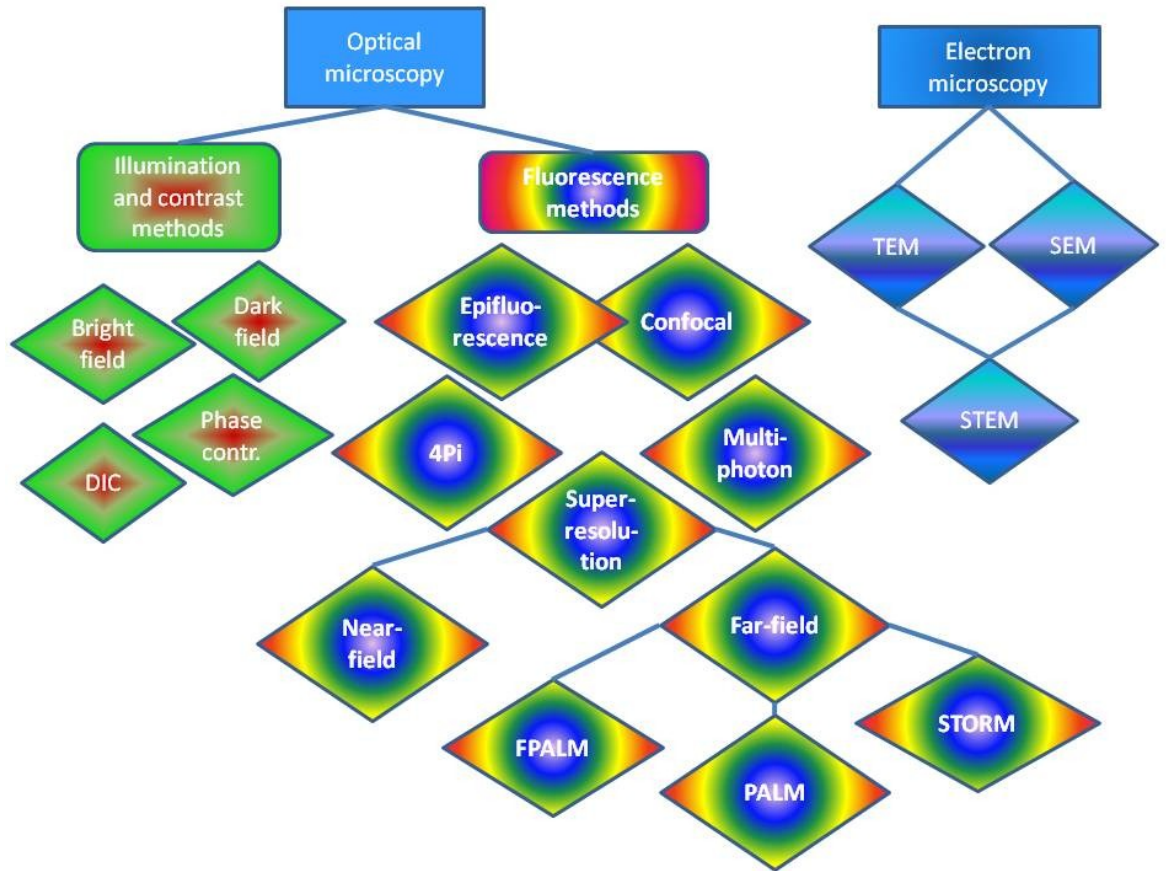 Optical
microscopy
Electron
microscopy
Illumination
and contrast
methods
Fluorescence
methods
TEM
SEM
Bright
field
Dark
field
Epifluo-
rescence
Confocal
Phase
contr.
DIC
4Pi
Multi-
photon
STEM
Super-
resolu-
tion
Near-
field
Far-field
FPALM
PALM
STORM